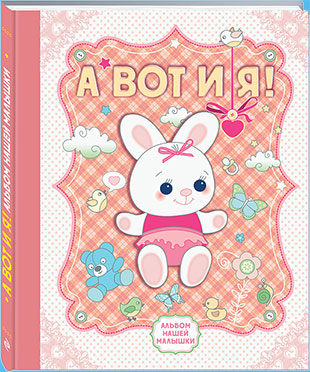 А ВОТ И Я!
АЛЬБОМ
НАШЕЙ
МАЛЫШКИ
А ВОТ И Я! АЛЬБОМ НАШЕЙ МАЛЫШКИ